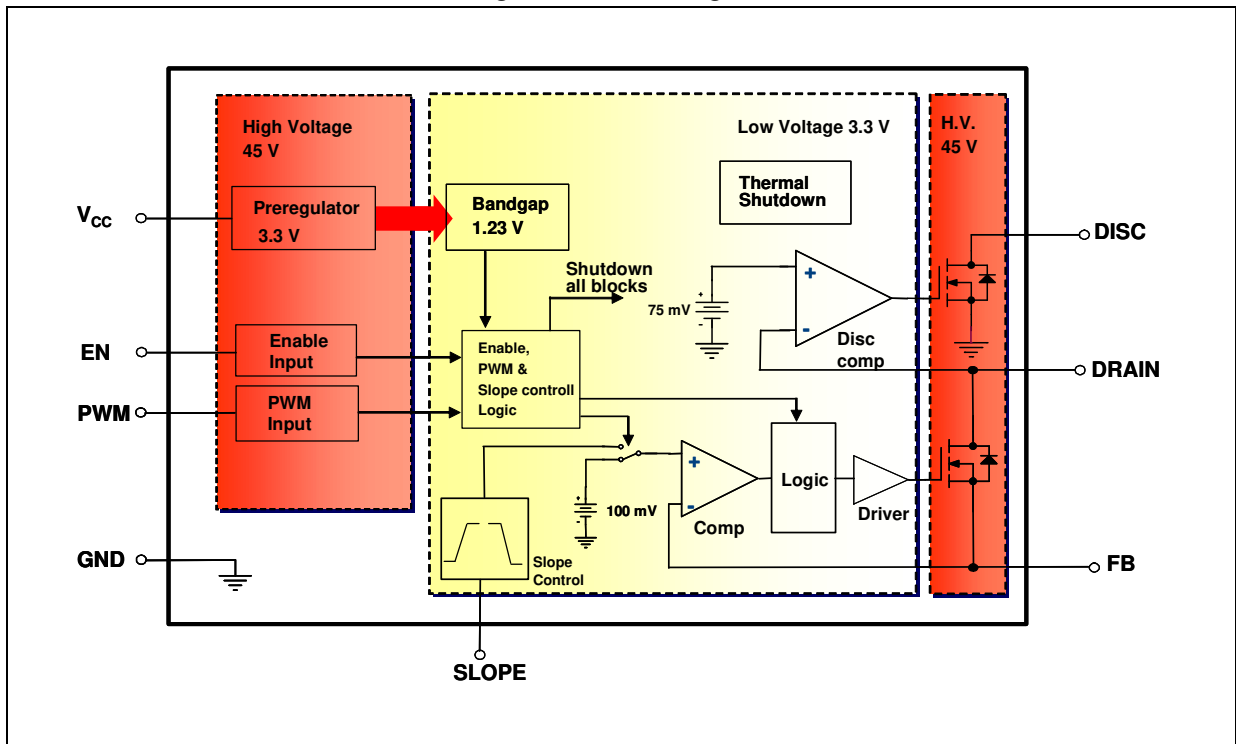 High Voltage
45 V
Low Voltage 3.3 V
H.V.
45 V
Thermal
Shutdown
VCC
Preregulator
3.3 V
Bandgap
1.23 V
DISC
Shutdown
all blocks
+
75 mV
-
+
-
Disc
comp
EN
Enable
Input
Enable,
PWM &
Slope controll
Logic
DRAIN
PWM
PWM
Input
+
100 mV
-
+
-
Comp
Logic
Driver
GND
Slope
Control
FB
SLOPE